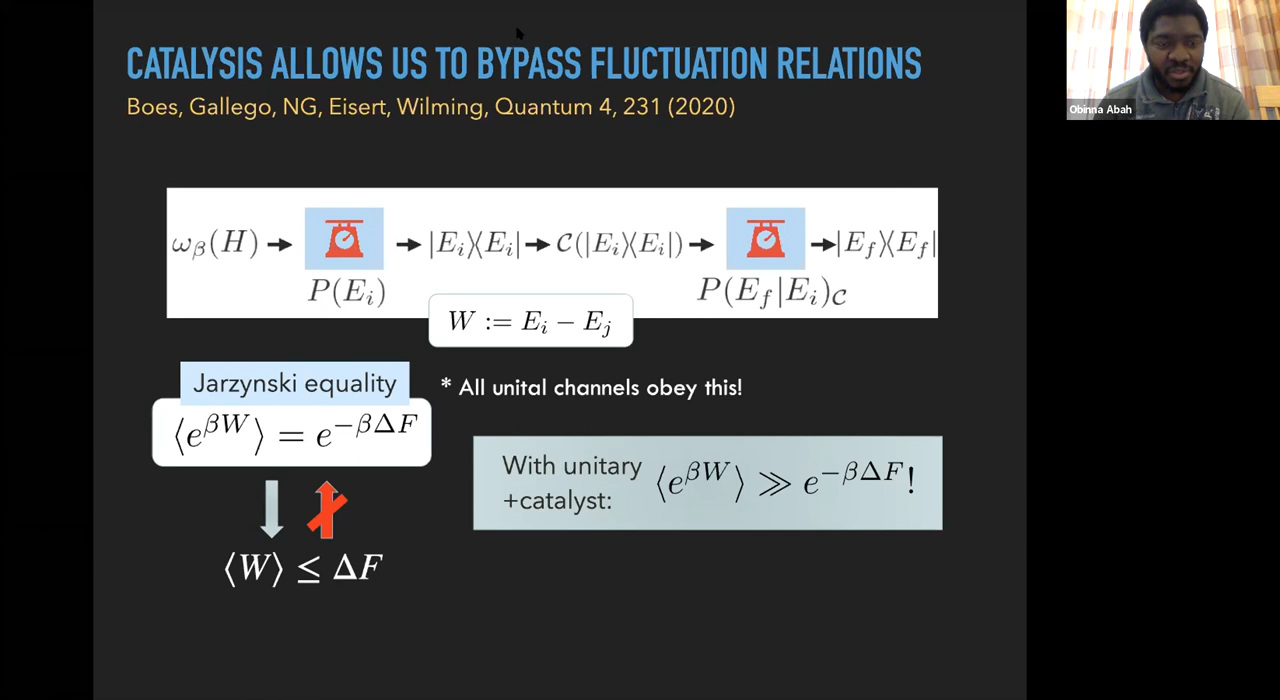 CATALYSIS ALLOWS US TO BYPASS FLUCTUATION RELATIONS
Boes, Gallego, NG, Eisert, Wilming, Quantum 4, 231 (2020)
Obinna Abah
ω_β(H) → → |E_i⟩⟨E_i| → 𝒞(|E_i⟩⟨E_i|) → → |E_f⟩⟨E_f|
P(E_i) P(E_f|E_i)_𝒞
W := E_i − E_j
Jarzynski equality
* All unital channels obey this!
⟨e^{βW}⟩ = e^{−βΔF}
With unitary
+catalyst:
⟨e^{βW}⟩ ≫ e^{−βΔF}!
⟨W⟩ ≤ ΔF